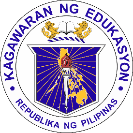 KAGAWARAN NG EDUKASYON
REPUBLIKA NG PILIPINAS